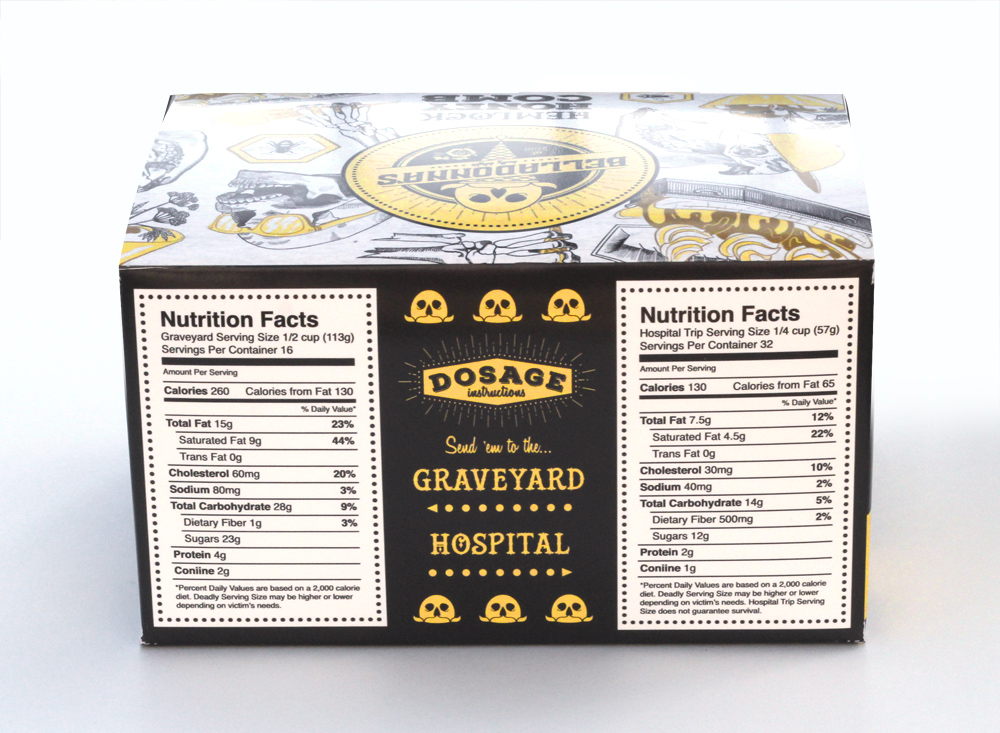 HEMLOCK
HONEY
COMB
BELLADONNA'S
Nutrition Facts
Graveyard Serving Size 1/2 cup (113g)
Servings Per Container 16
Amount Per Serving
Calories 260 Calories from Fat 130
% Daily Value*
Total Fat 15g 23%
Saturated Fat 9g 44%
Trans Fat 0g
Cholesterol 60mg 20%
Sodium 80mg 3%
Total Carbohydrate 28g 9%
Dietary Fiber 1g 3%
Sugars 23g
Protein 4g
Coniine 2g
*Percent Daily Values are based on a 2,000 calorie
diet. Deadly Serving Size may be higher or lower
depending on victim's needs.
DOSAGE
instructions
Send 'em to the...
GRAVEYARD
HOSPITAL
Nutrition Facts
Hospital Trip Serving Size 1/4 cup (57g)
Servings Per Container 32
Amount Per Serving
Calories 130 Calories from Fat 65
% Daily Value*
Total Fat 7.5g 12%
Saturated Fat 4.5g 22%
Trans Fat 0g
Cholesterol 30mg 10%
Sodium 40mg 2%
Total Carbohydrate 14g 5%
Dietary Fiber 500mg 2%
Sugars 12g
Protein 2g
Coniine 1g
*Percent Daily Values are based on a 2,000 calorie
diet. Deadly Serving Size may be higher or lower
depending on victim's needs. Hospital Trip Serving
Size does not guarantee survival.